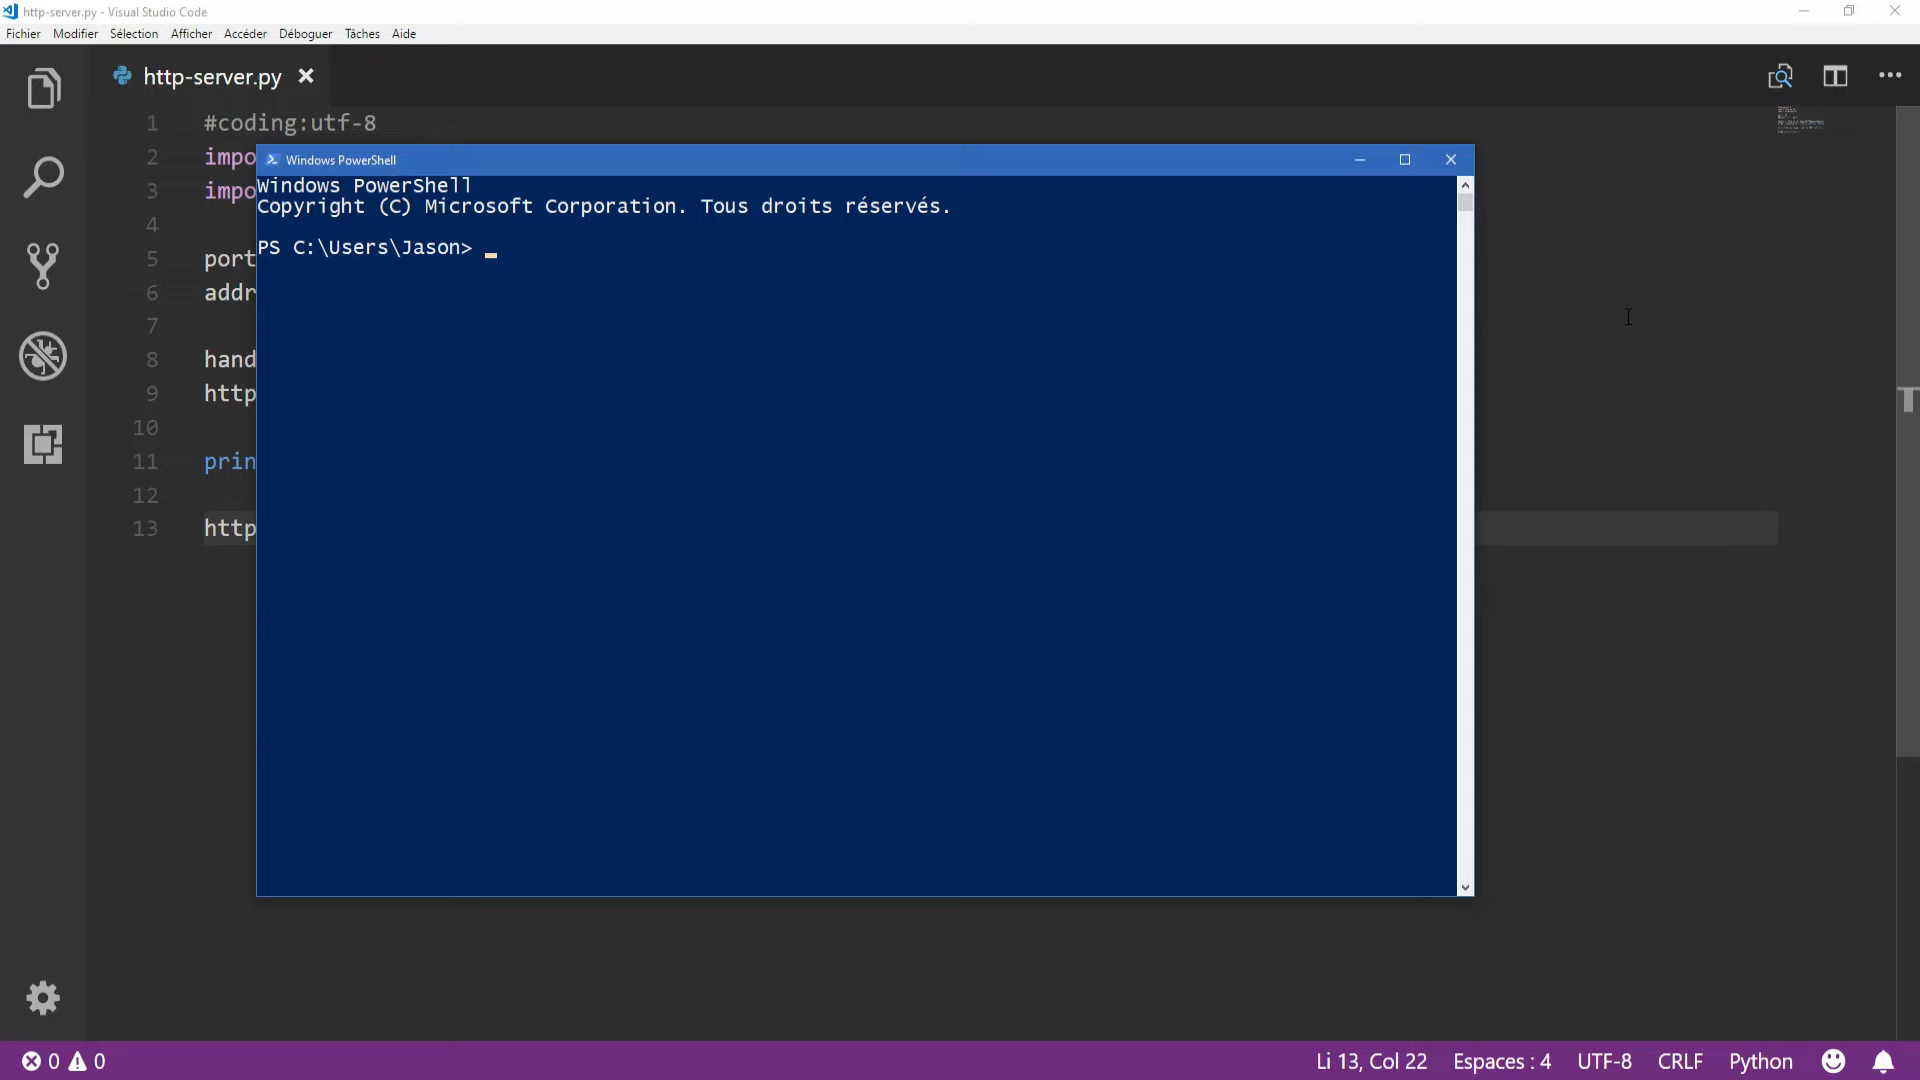 http-server.py - Visual Studio Code
Fichier Modifier Sélection Afficher Accéder Déboguer Tâches Aide
http-server.py
1 #coding:utf-8
2 impo
3 impo
4
5 port
6 addr
7
8 hand
9 http
10
11 prin
12
13 http
Windows PowerShell
Windows PowerShell
Copyright (C) Microsoft Corporation. Tous droits réservés.
PS C:\Users\Jason>
0 0
Li 13, Col 22 Espaces : 4 UTF-8 CRLF Python